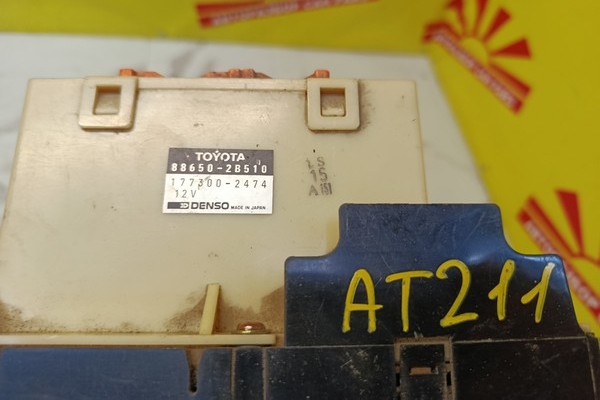 TOYOTA
88650-2B510
177300-2474
12V
DENSO MADE IN JAPAN
LS
15
A
AT211